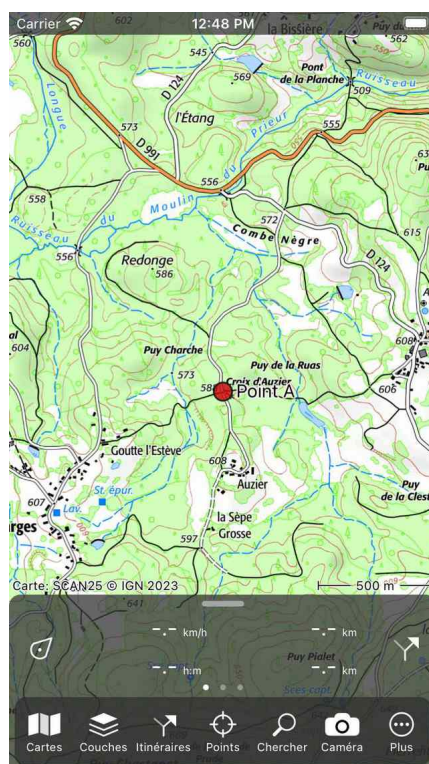 Carrier 12:48 PM
602
la Bissière
Puy du
562
560
545
Pont
de la Planche
Ruisseau
569
509
D 124
Longue
l'Étang
Prieur
573
D 991
555
du
556
Moulin
558
du
572
Combe Nègre
615
Ruisseau
556
D 124
Redonge
586
604
608
Puy Charche
Puy de la Ruas
573
Croix d'Auzier
Point A
606
Goutte l'Estève
608
St. épur.
Auzier
Puy
de la Clest
607
Lav.
la Sèpe
Grosse
rges
597
Carte: SCAN25 © IGN 2023
500 m
641
-.- km/h
-.- km
-.- h:m
-.- km
Puy Pialet
Cartes Couches Itinéraires Points Chercher Caméra Plus